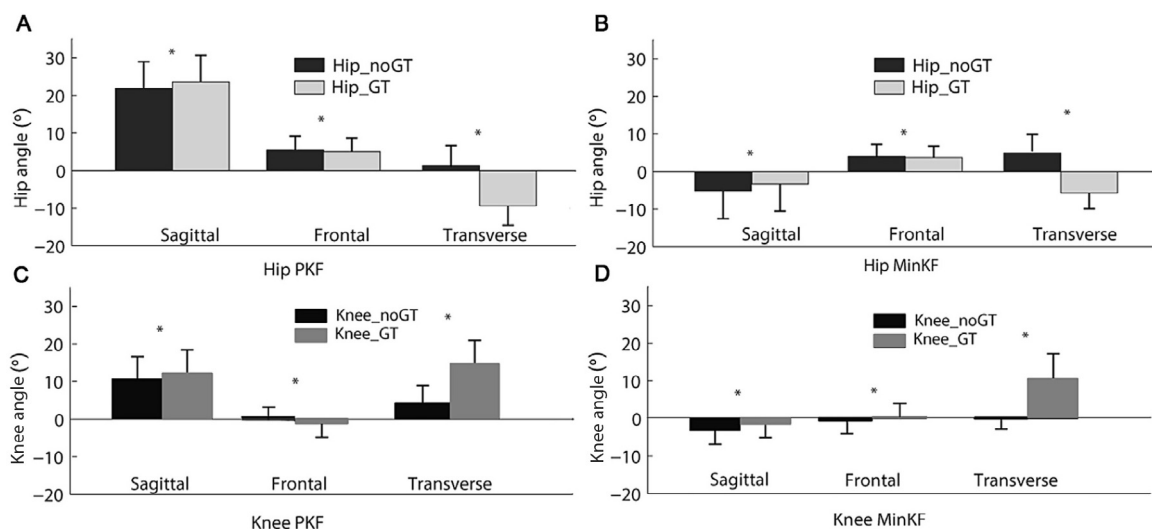 A
Hip angle (°)
30
20
10
0
−10
−20
*
*
*
Hip_noGT
Hip_GT
Sagittal
Frontal
Transverse
Hip PKF
B
Hip angle (°)
30
20
10
0
−10
−20
*
*
*
Hip_noGT
Hip_GT
Sagittal
Frontal
Transverse
Hip MinKF
C
Knee angle (°)
30
20
10
0
−10
−20
*
*
*
Knee_noGT
Knee_GT
Sagittal
Frontal
Transverse
Knee PKF
D
Knee angle (°)
30
20
10
0
−10
−20
*
*
*
Knee_noGT
Knee_GT
Sagittal
Frontal
Transverse
Knee MinKF